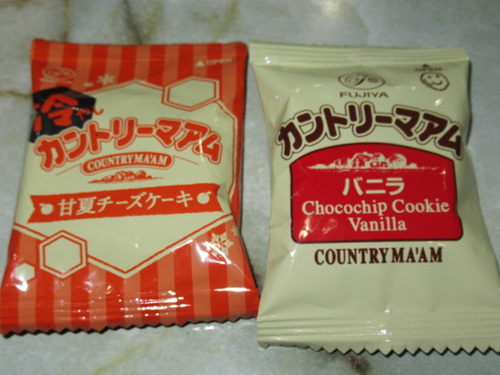 OPEN
冷やし
カントリーマアム
COUNTRY MA'AM
甘夏チーズケーキ
FUJIYA
カントリーマアム
バニラ
Chocochip Cookie
Vanilla
COUNTRY MA'AM